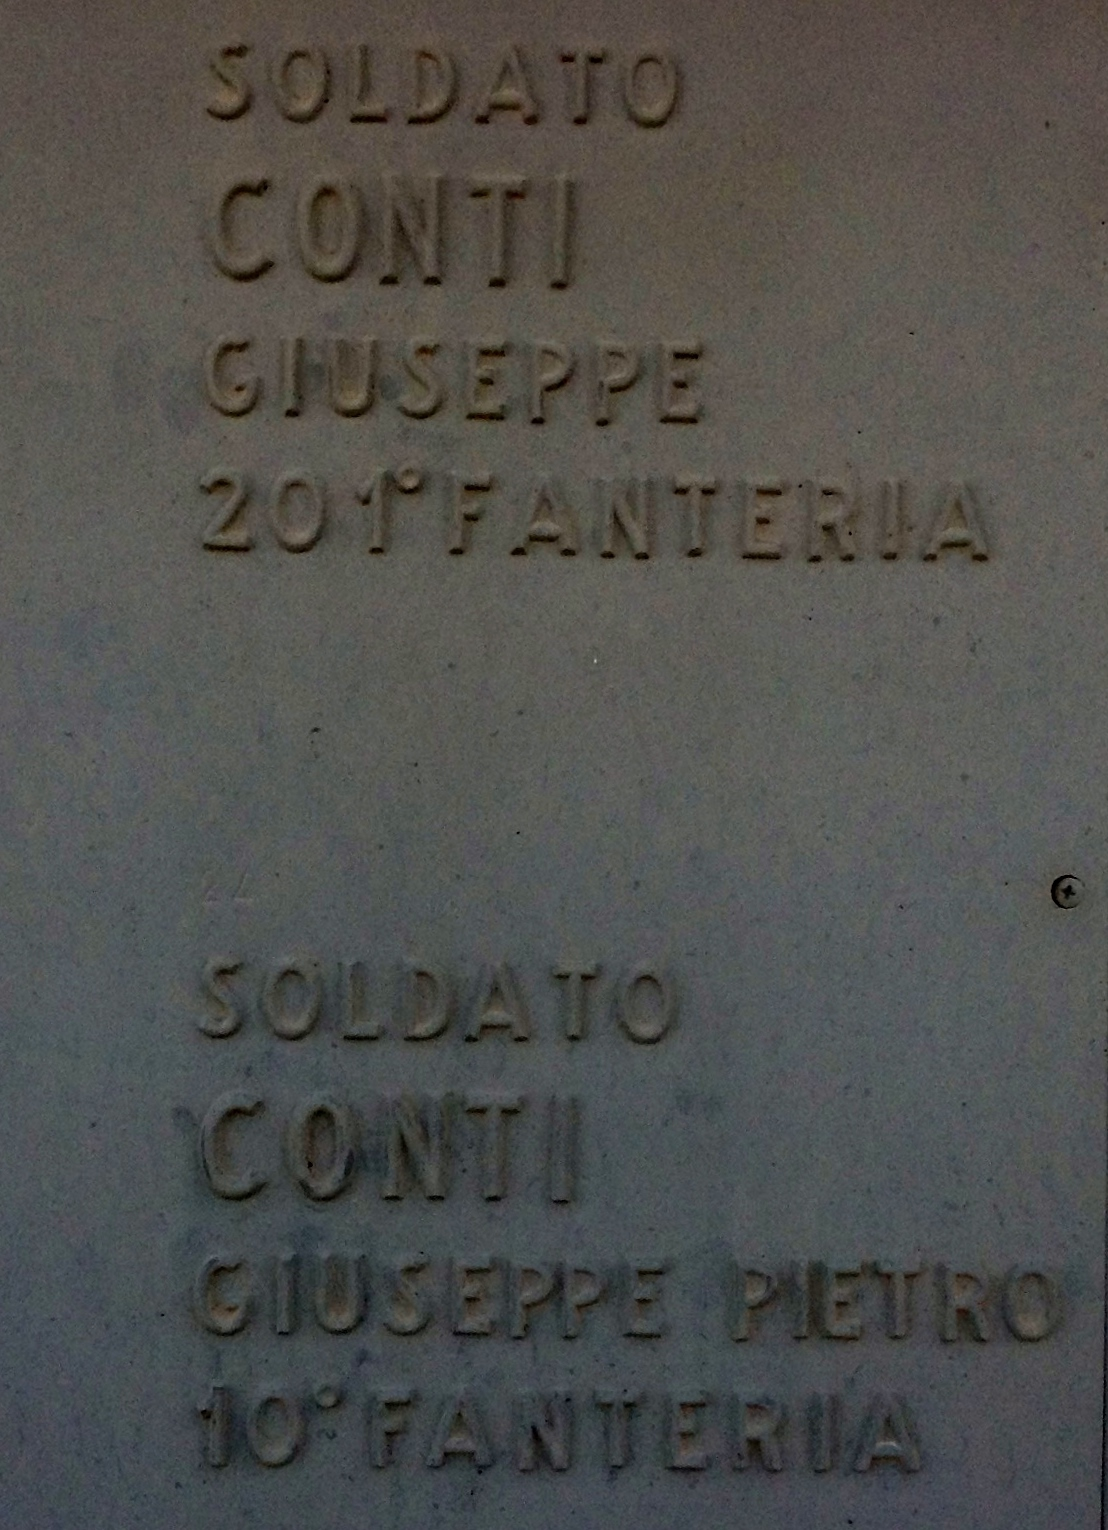 SOLDATO
CONTI
GIUSEPPE
201° FANTERIA
SOLDATO
CONTI
GIUSEPPE PIETRO
10° FANTERIA